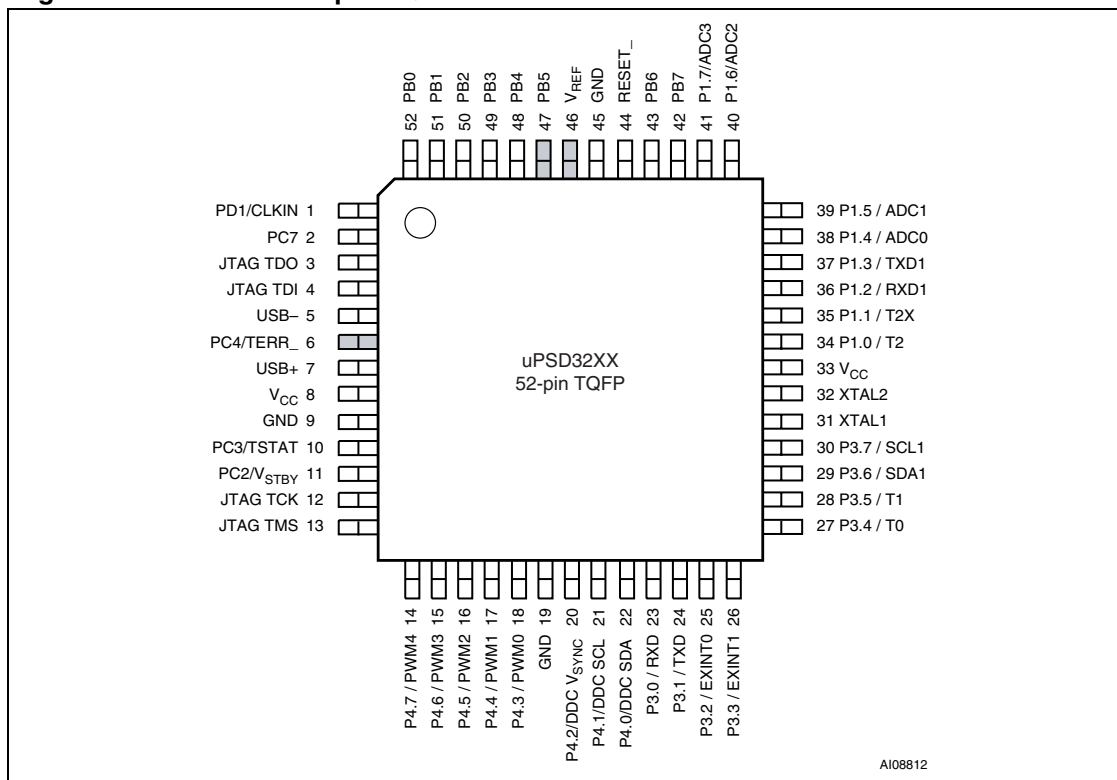 52 PB0
51 PB1
50 PB2
49 PB3
48 PB4
47 PB5
46 VREF
45 GND
44 RESET_
43 PB6
42 PB7
41 P1.7/ADC3
40 P1.6/ADC2
PD1/CLKIN 1
PC7 2
JTAG TDO 3
JTAG TDI 4
USB– 5
PC4/TERR_ 6
USB+ 7
VCC 8
GND 9
PC3/TSTAT 10
PC2/VSTBY 11
JTAG TCK 12
JTAG TMS 13
uPSD32XX
52-pin TQFP
39 P1.5 / ADC1
38 P1.4 / ADC0
37 P1.3 / TXD1
36 P1.2 / RXD1
35 P1.1 / T2X
34 P1.0 / T2
33 VCC
32 XTAL2
31 XTAL1
30 P3.7 / SCL1
29 P3.6 / SDA1
28 P3.5 / T1
27 P3.4 / T0
P4.7 / PWM4 14
P4.6 / PWM3 15
P4.5 / PWM2 16
P4.4 / PWM1 17
P4.3 / PWM0 18
GND 19
P4.2/DDC VSYNC 20
P4.1/DDC SCL 21
P4.0/DDC SDA 22
P3.0 / RXD 23
P3.1 / TXD 24
P3.2 / EXINT0 25
P3.3 / EXINT1 26
AI08812